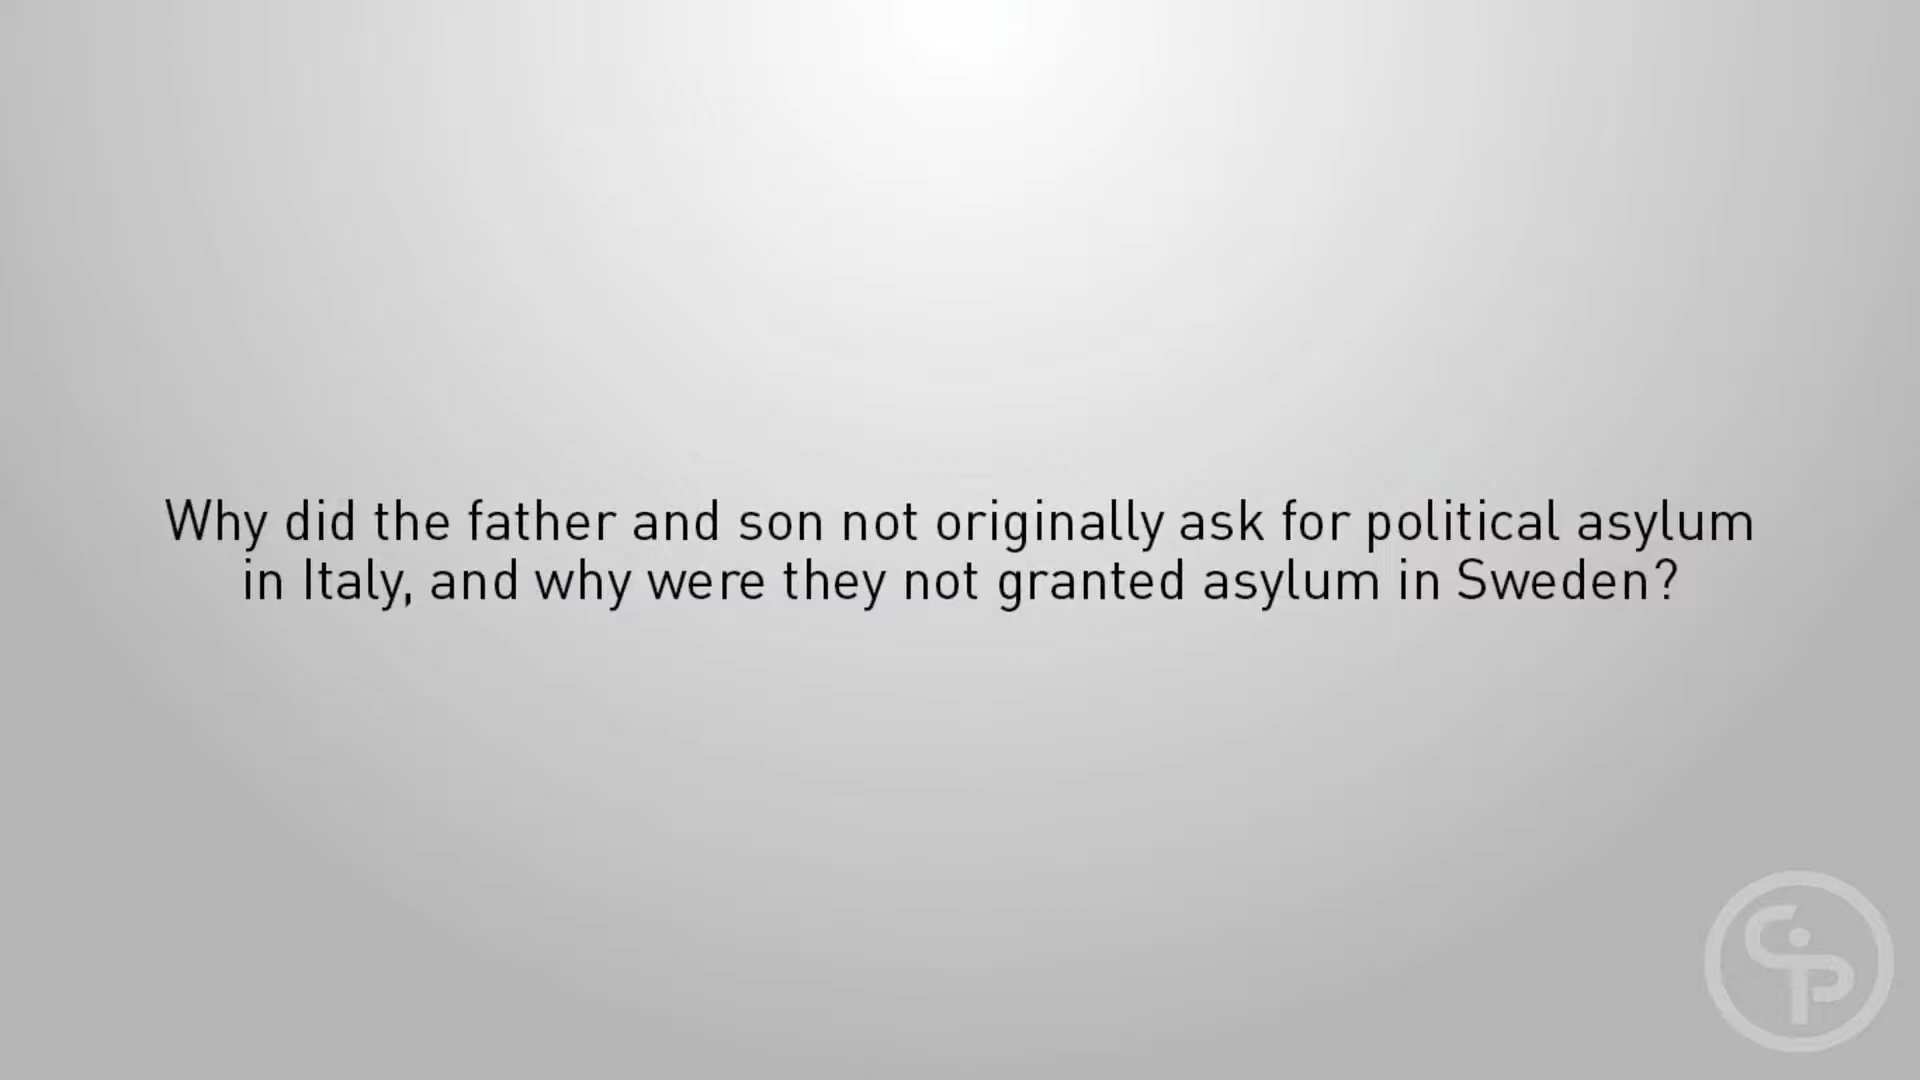 Why did the father and son not originally ask for political asylum
in Italy, and why were they not granted asylum in Sweden?
CP